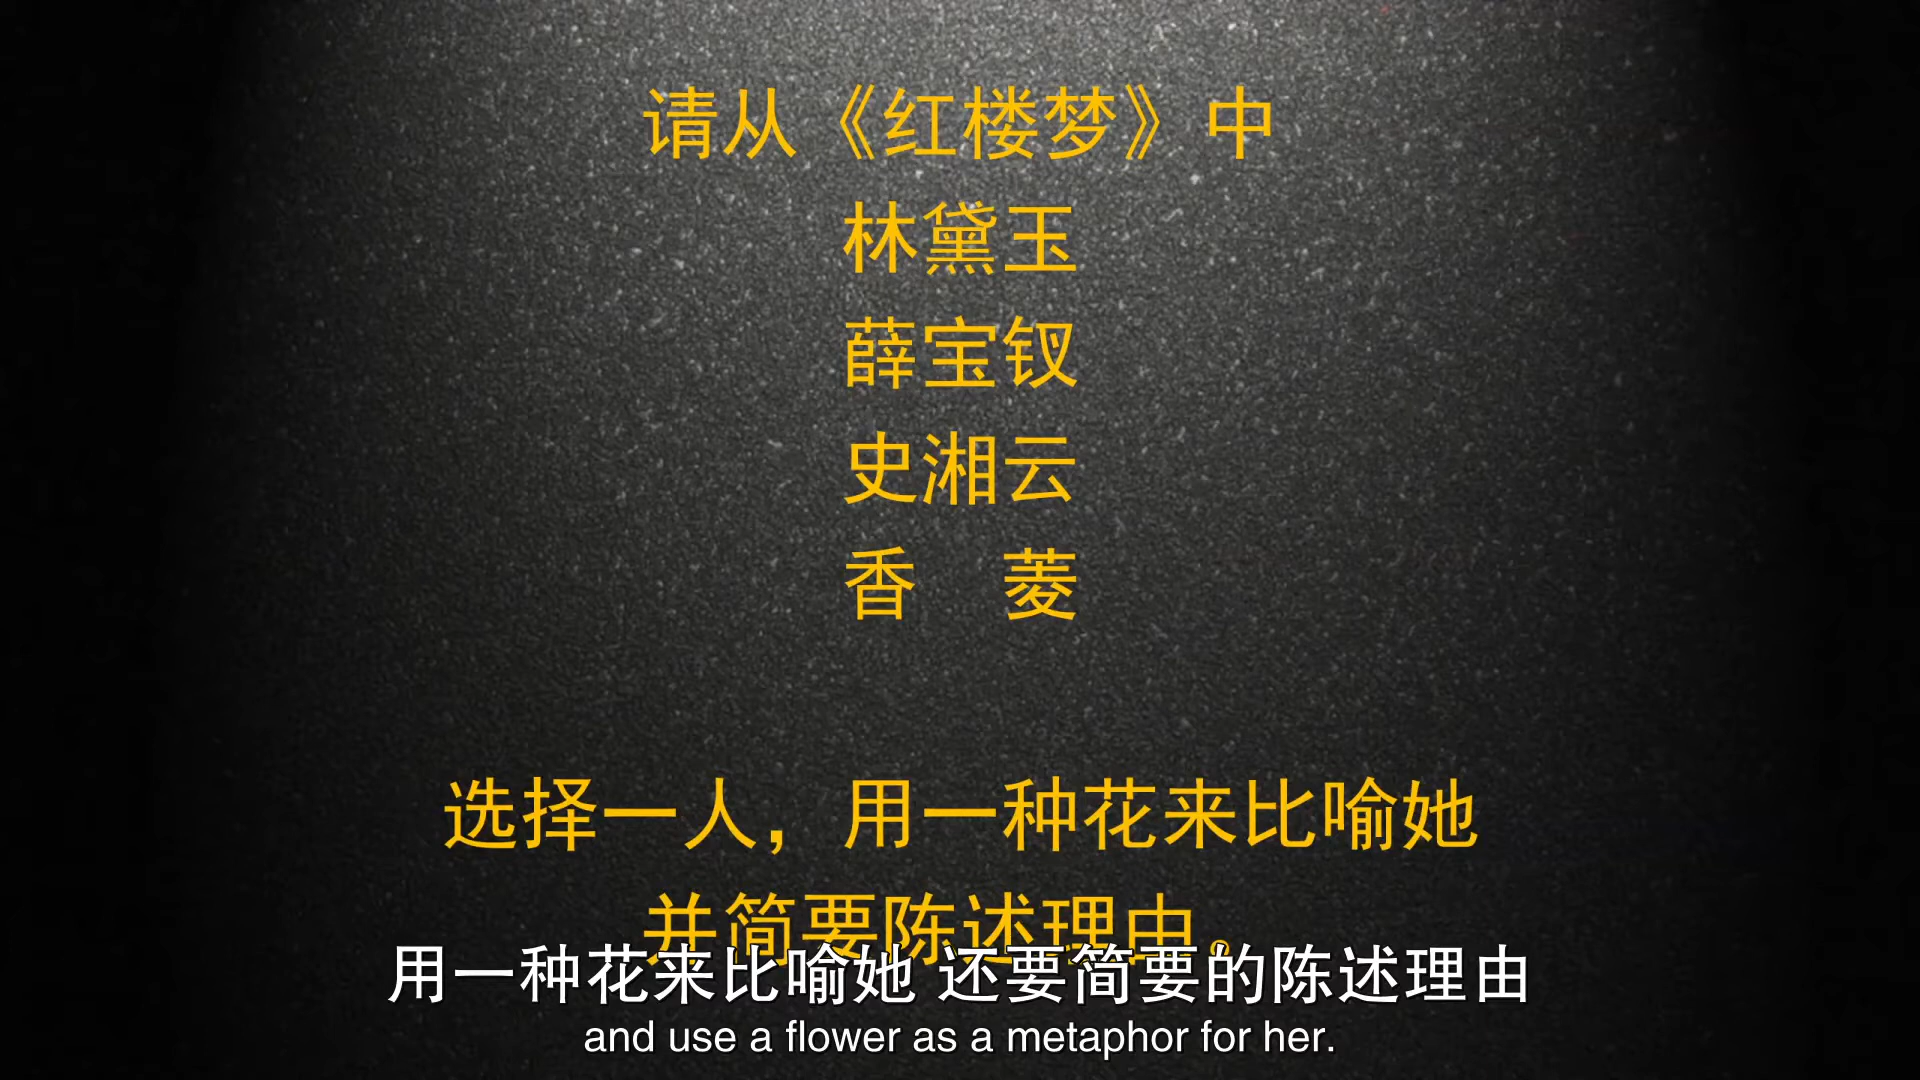 请从《红楼梦》中
林黛玉
薛宝钗
史湘云
香　菱
选择一人，用一种花来比喻她
并简要陈述理由。
用一种花来比喻她 还要简要的陈述理由
and use a flower as a metaphor for her.